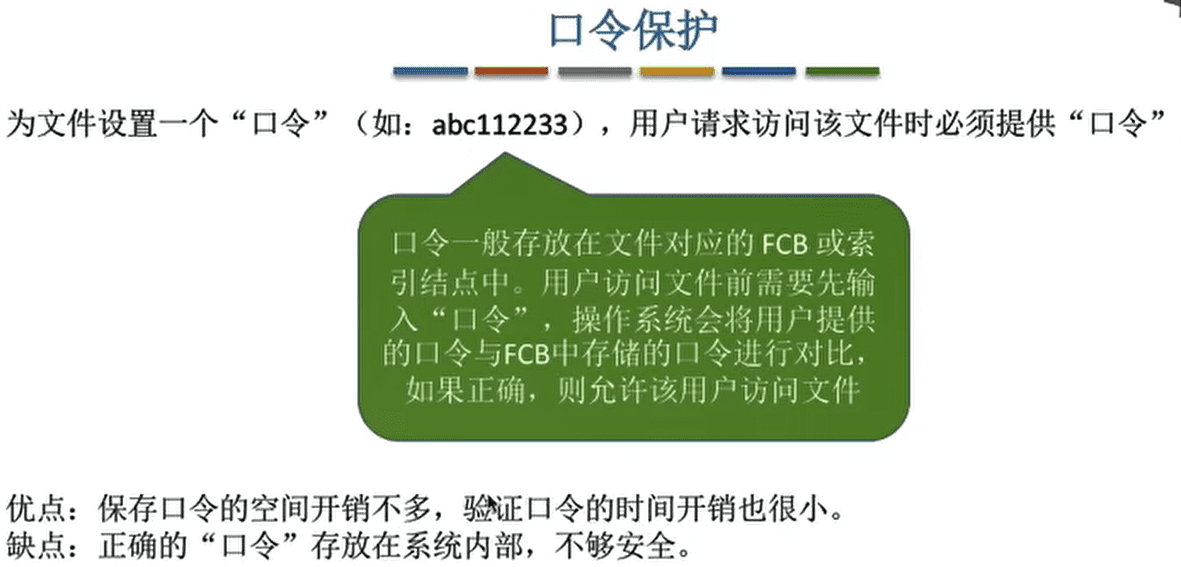 口令保护
为文件设置一个“口令”（如：abc112233），用户请求访问该文件时必须提供“口令”
口令一般存放在文件对应的 FCB 或索
引结点中。用户访问文件前需要先输
入“口令”，操作系统会将用户提供
的口令与FCB中存储的口令进行对比，
如果正确，则允许该用户访问文件
优点：保存口令的空间开销不多，验证口令的时间开销也很小。
缺点：正确的“口令”存放在系统内部，不够安全。